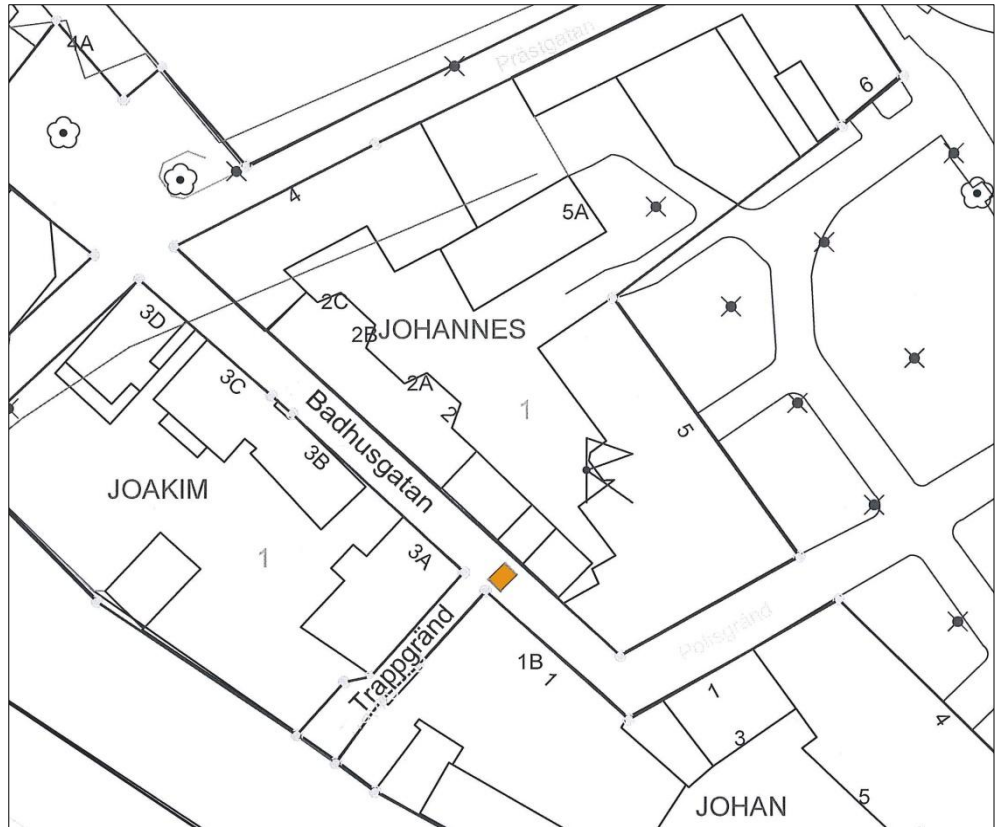 4A
Prästgatan
6
4
5A
2C
2B
JOHANNES
3D
2A
3C
Badhusgatan
2
1
5
3B
JOAKIM
3A
1
Trappgränd
Polisgränd
1B
1
1
3
4
JOHAN
5